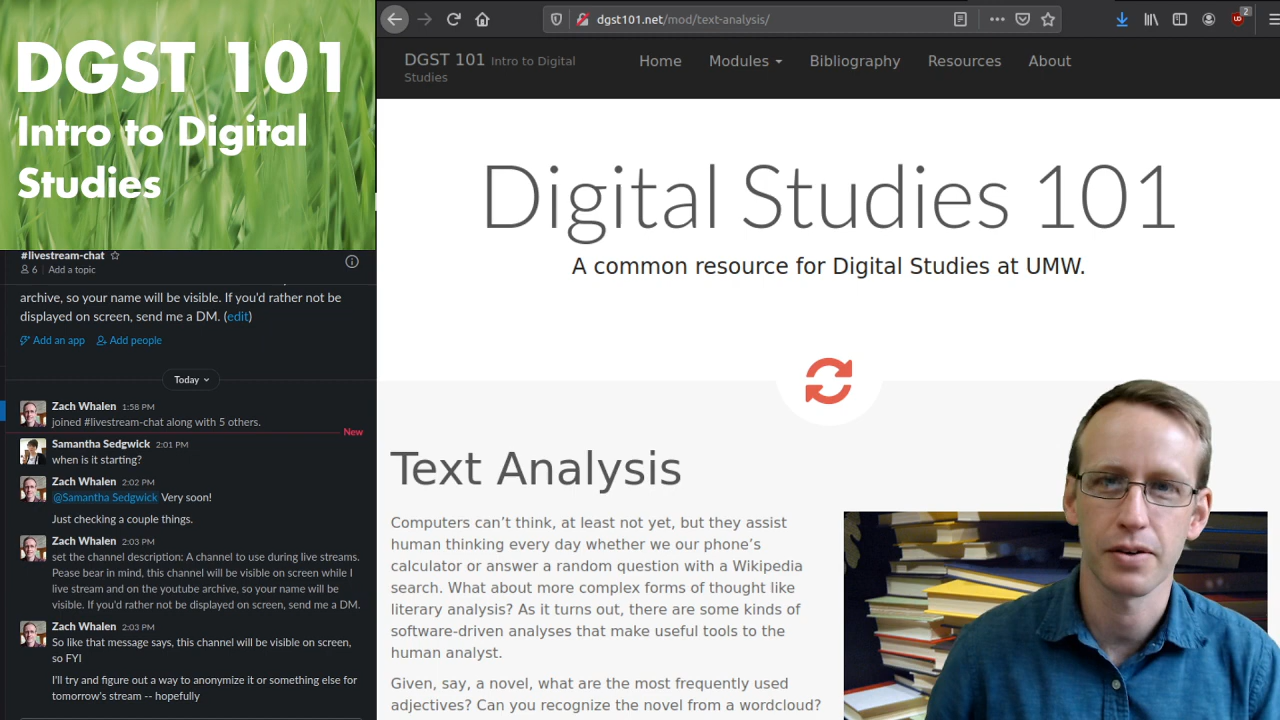 DGST 101
Intro to Digital
Studies
#livestream-chat
6 | Add a topic
archive, so your name will be visible. If you'd rather not be
displayed on screen, send me a DM. (edit)
Add an app Add people
Today
Zach Whalen 1:58 PM
joined #livestream-chat along with 5 others.
New
Samantha Sedgwick 2:01 PM
when is it starting?
Zach Whalen 2:02 PM
@Samantha Sedgwick Very soon!
Just checking a couple things.
Zach Whalen 2:03 PM
set the channel description: A channel to use during live streams.
Pease bear in mind, this channel will be visible on screen while I
live stream and on the youtube archive, so your name will be
visible. If you'd rather not be displayed on screen, send me a DM.
Zach Whalen 2:03 PM
So like that message says, this channel will be visible on screen,
so FYI
I'll try and figure out a way to anonymize it or something else for
tomorrow's stream -- hopefully
dgst101.net/mod/text-analysis/
2
DGST 101 Intro to Digital
Studies
Home Modules Bibliography Resources About
Digital Studies 101
A common resource for Digital Studies at UMW.
Text Analysis
Computers can't think, at least not yet, but they assist
human thinking every day whether we our phone's
calculator or answer a random question with a Wikipedia
search. What about more complex forms of thought like
literary analysis? As it turns out, there are some kinds of
software-driven analyses that make useful tools to the
human analyst.
Given, say, a novel, what are the most frequently used
adjectives? Can you recognize the novel from a wordcloud?